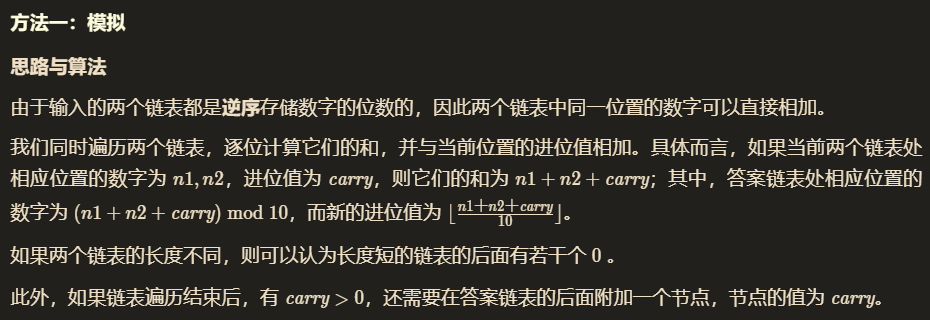 方法一：模拟
思路与算法
由于输入的两个链表都是逆序存储数字的位数的，因此两个链表中同一位置的数字可以直接相加。
我们同时遍历两个链表，逐位计算它们的和，并与当前位置的进位值相加。具体而言，如果当前两个链表处
相应位置的数字为 n1,n2，进位值为 carry，则它们的和为 n1+n2+carry；其中，答案链表处相应位置的
数字为 (n1+n2+carry) mod 10，而新的进位值为 ⌊\frac{n1+n2+carry}{10}⌋。
如果两个链表的长度不同，则可以认为长度短的链表的后面有若干个 0 。
此外，如果链表遍历结束后，有 carry > 0，还需要在答案链表的后面附加一个节点，节点的值为 carry。